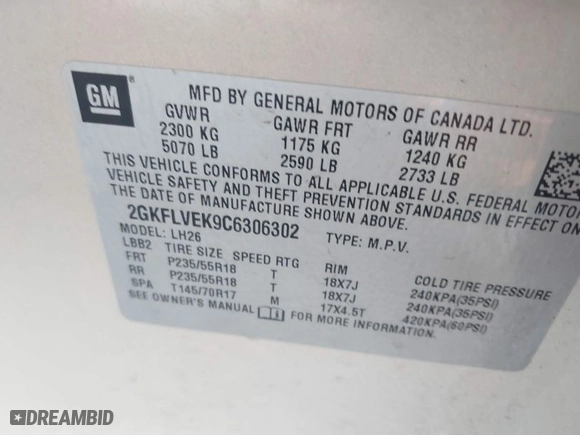 GM ®
MFD BY GENERAL MOTORS OF CANADA LTD.
GVWR GAWR FRT GAWR RR
2300 KG 1175 KG 1240 KG
5070 LB 2590 LB 2733 LB
THIS VEHICLE CONFORMS TO ALL APPLICABLE U.S. FEDERAL MOTOR
VEHICLE SAFETY AND THEFT PREVENTION STANDARDS IN EFFECT ON
THE DATE OF MANUFACTURE SHOWN ABOVE.
2GKFLVEK9C6306302 TYPE: M.P.V.
MODEL: LH26
LBB2 TIRE SIZE SPEED RTG RIM COLD TIRE PRESSURE
FRT P235/55R18 T 18X7J 240KPA(35PSI)
RR P235/55R18 T 18X7J 240KPA(35PSI)
SPA T145/70R17 M 17X4.5T 420KPA(60PSI)
SEE OWNER'S MANUAL FOR MORE INFORMATION.
DREAMBID